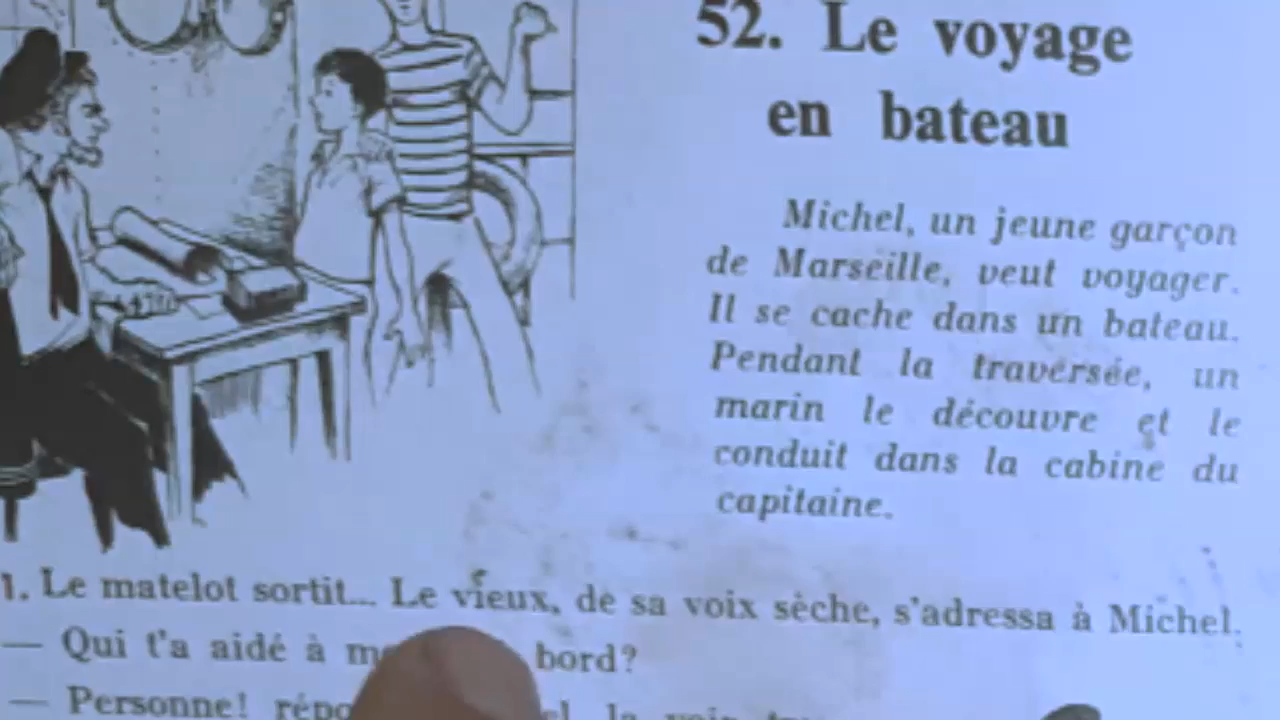 52. Le voyage
en bateau
Michel, un jeune garçon
de Marseille, veut voyager.
Il se cache dans un bateau.
Pendant la traversée, un
marin le découvre et le
conduit dans la cabine du
capitaine.
1. Le matelot sortit... Le vieux, de sa voix sèche, s'adressa à Michel.
— Qui t'a aidé à bord?
— Personne! la voix